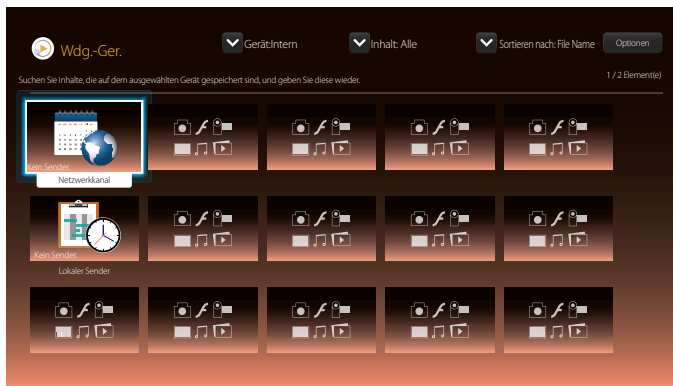 Wdg.-Ger.
Gerät:Intern
Inhalt: Alle
Sortieren nach: File Name
Optionen
Suchen Sie Inhalte, die auf dem ausgewählten Gerät gespeichert sind, und geben Sie diese wieder.
1 / 2 Element(e)
Kein Sender.
Netzwerkkanal
Kein Sender.
Lokaler Sender